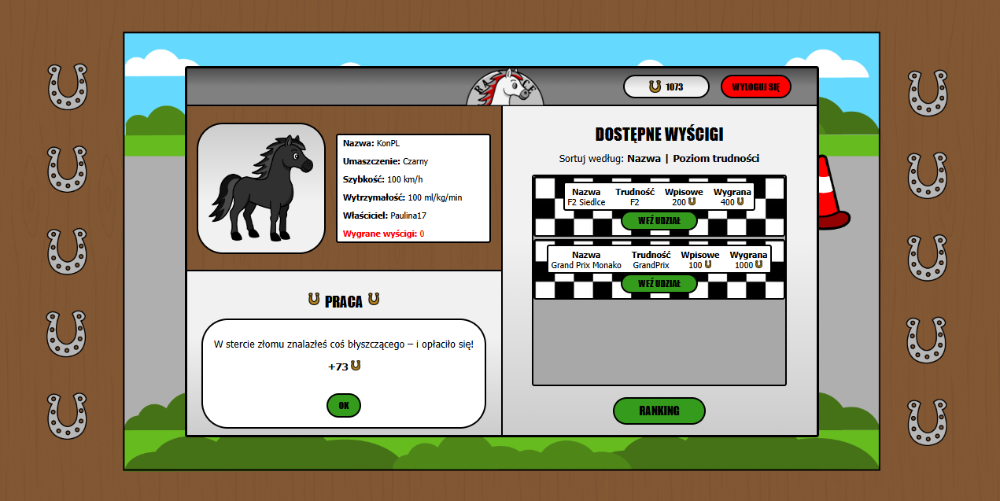 RACE
1073
WYLOGUJ SIĘ
Nazwa: KonPL
Umaszczenie: Czarny
Szybkość: 100 km/h
Wytrzymałość: 100 ml/kg/min
Właściciel: Paulina17
Wygrane wyścigi: 0
PRACA
W stercie złomu znalazłeś coś błyszczącego – i opłaciło się!
+73
OK
DOSTĘPNE WYŚCIGI
Sortuj według: Nazwa | Poziom trudności
Nazwa Trudność Wpisowe Wygrana
F2 Siedlce F2 200 400
WEŹ UDZIAŁ
Nazwa Trudność Wpisowe Wygrana
Grand Prix Monako GrandPrix 100 1000
WEŹ UDZIAŁ
RANKING